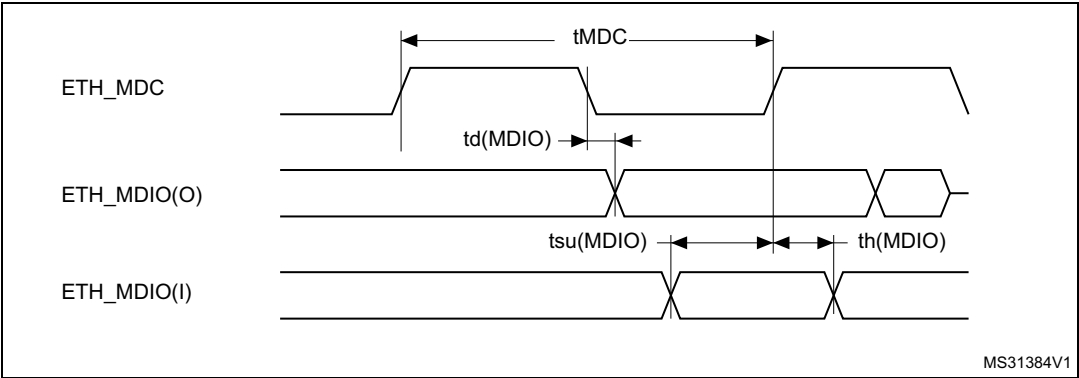 tMDC
ETH_MDC
td(MDIO)
ETH_MDIO(O)
tsu(MDIO) th(MDIO)
ETH_MDIO(I)
MS31384V1